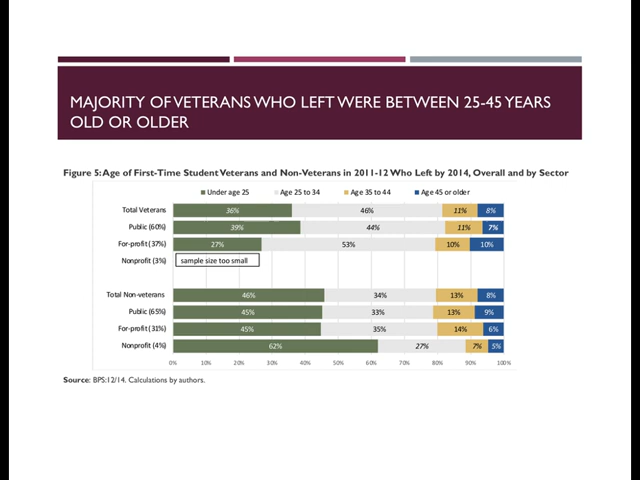 MAJORITY OF VETERANS WHO LEFT WERE BETWEEN 25-45 YEARS
OLD OR OLDER
Figure 5: Age of First-Time Student Veterans and Non-Veterans in 2011-12 Who Left by 2014, Overall and by Sector
Under age 25 Age 25 to 34 Age 35 to 44 Age 45 or older
Total Veterans 36% 46% 11% 8%
Public (60%) 39% 44% 11% 7%
For-profit (37%) 27% 53% 10% 10%
Nonprofit (3%) sample size too small
Total Non-veterans 46% 34% 13% 8%
Public (65%) 45% 33% 13% 9%
For-profit (31%) 45% 35% 14% 6%
Nonprofit (4%) 62% 27% 7% 5%
0% 10% 20% 30% 40% 50% 60% 70% 80% 90% 100%
Source: BPS:12/14. Calculations by authors.